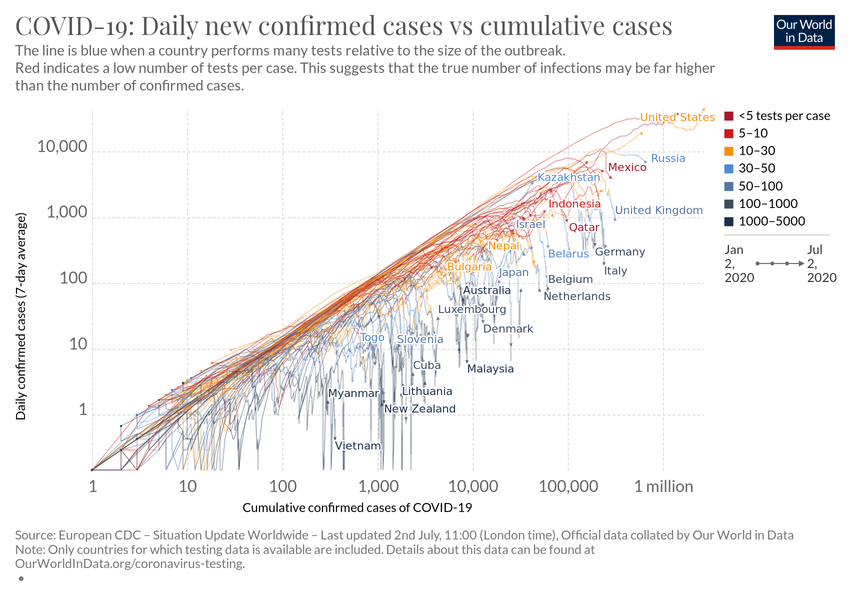 COVID-19: Daily new confirmed cases vs cumulative cases
Our World
in Data
The line is blue when a country performs many tests relative to the size of the outbreak.
Red indicates a low number of tests per case. This suggests that the true number of infections may be far higher
than the number of confirmed cases.
United States
<5 tests per case
5–10
10–30
30–50
50–100
100–1000
1000–5000
10,000
Russia
Mexico
Kazakhstan
Indonesia
1,000
United Kingdom
Israel
Qatar
Nepal
Belarus
Germany
Bulgaria
Japan
Italy
Jan
2,
2020
Jul
2,
2020
100
Belgium
Australia
Netherlands
Luxembourg
Denmark
Togo
Slovenia
10
Cuba
Malaysia
Myanmar
Lithuania
New Zealand
1
Vietnam
Daily confirmed cases (7-day average)
1
10
100
1,000
10,000
100,000
1 million
Cumulative confirmed cases of COVID-19
Source: European CDC – Situation Update Worldwide – Last updated 2nd July, 11:00 (London time), Official data collated by Our World in Data
Note: Only countries for which testing data is available are included. Details about this data can be found at
OurWorldInData.org/coronavirus-testing.